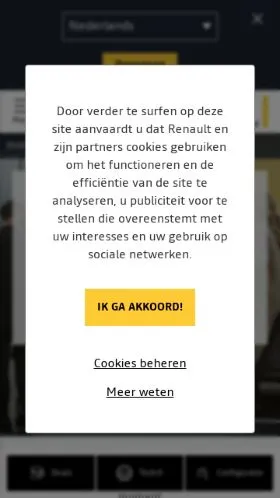 Nederlands
Door verder te surfen op deze
site aanvaardt u dat Renault en
zijn partners cookies gebruiken
om het functioneren en de
efficiëntie van de site te
analyseren, u publiciteit voor te
stellen die overeenstemt met
uw interesses en uw gebruik op
sociale netwerken.
IK GA AKKOORD!
Cookies beheren
Meer weten